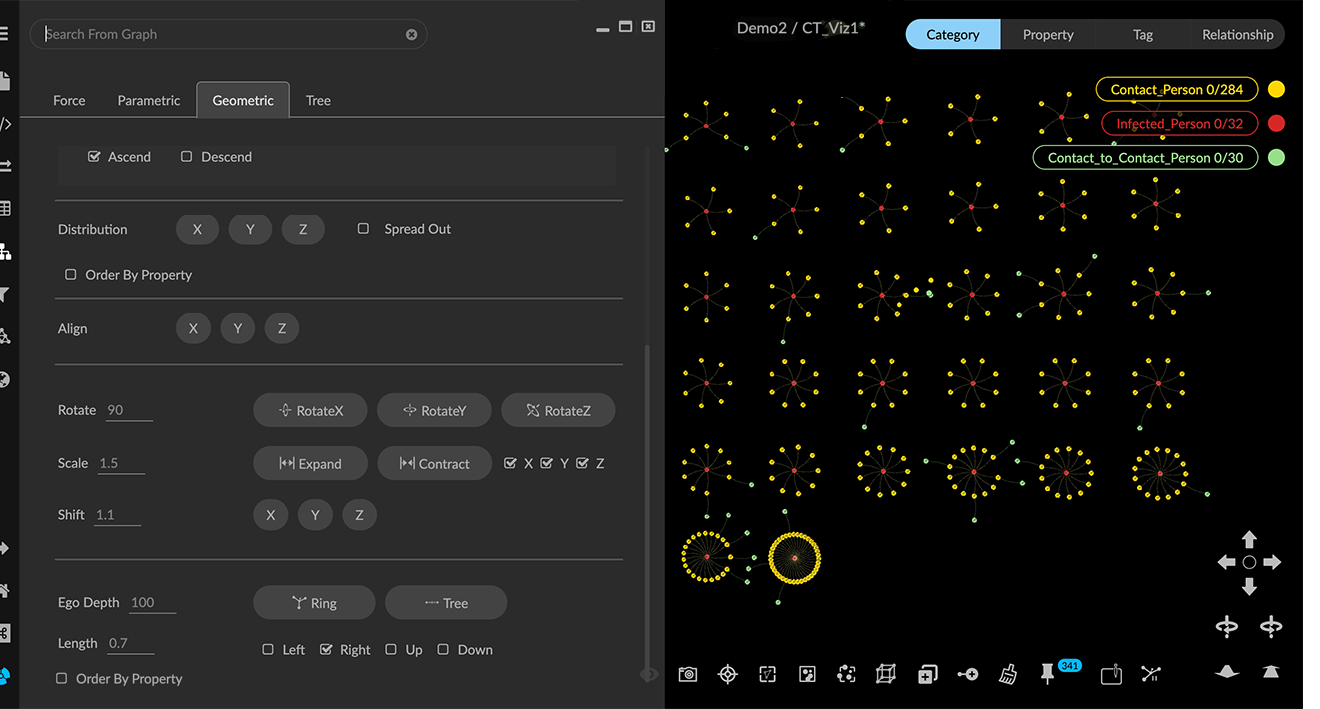 Search From Graph
Force Parametric Geometric Tree
Ascend Descend
Distribution X Y Z Spread Out
Order By Property
Align X Y Z
Rotate 90 RotateX RotateY RotateZ
Scale 1.5 Expand Contract X Y Z
Shift 1.1 X Y Z
Ego Depth 100 Ring Tree
Length 0.7 Left Right Up Down
Order By Property
Demo2 / CT_Viz1*
Category Property Tag Relationship
Contact_Person 0/284
Infected_Person 0/32
Contact_to_Contact_Person 0/30
341